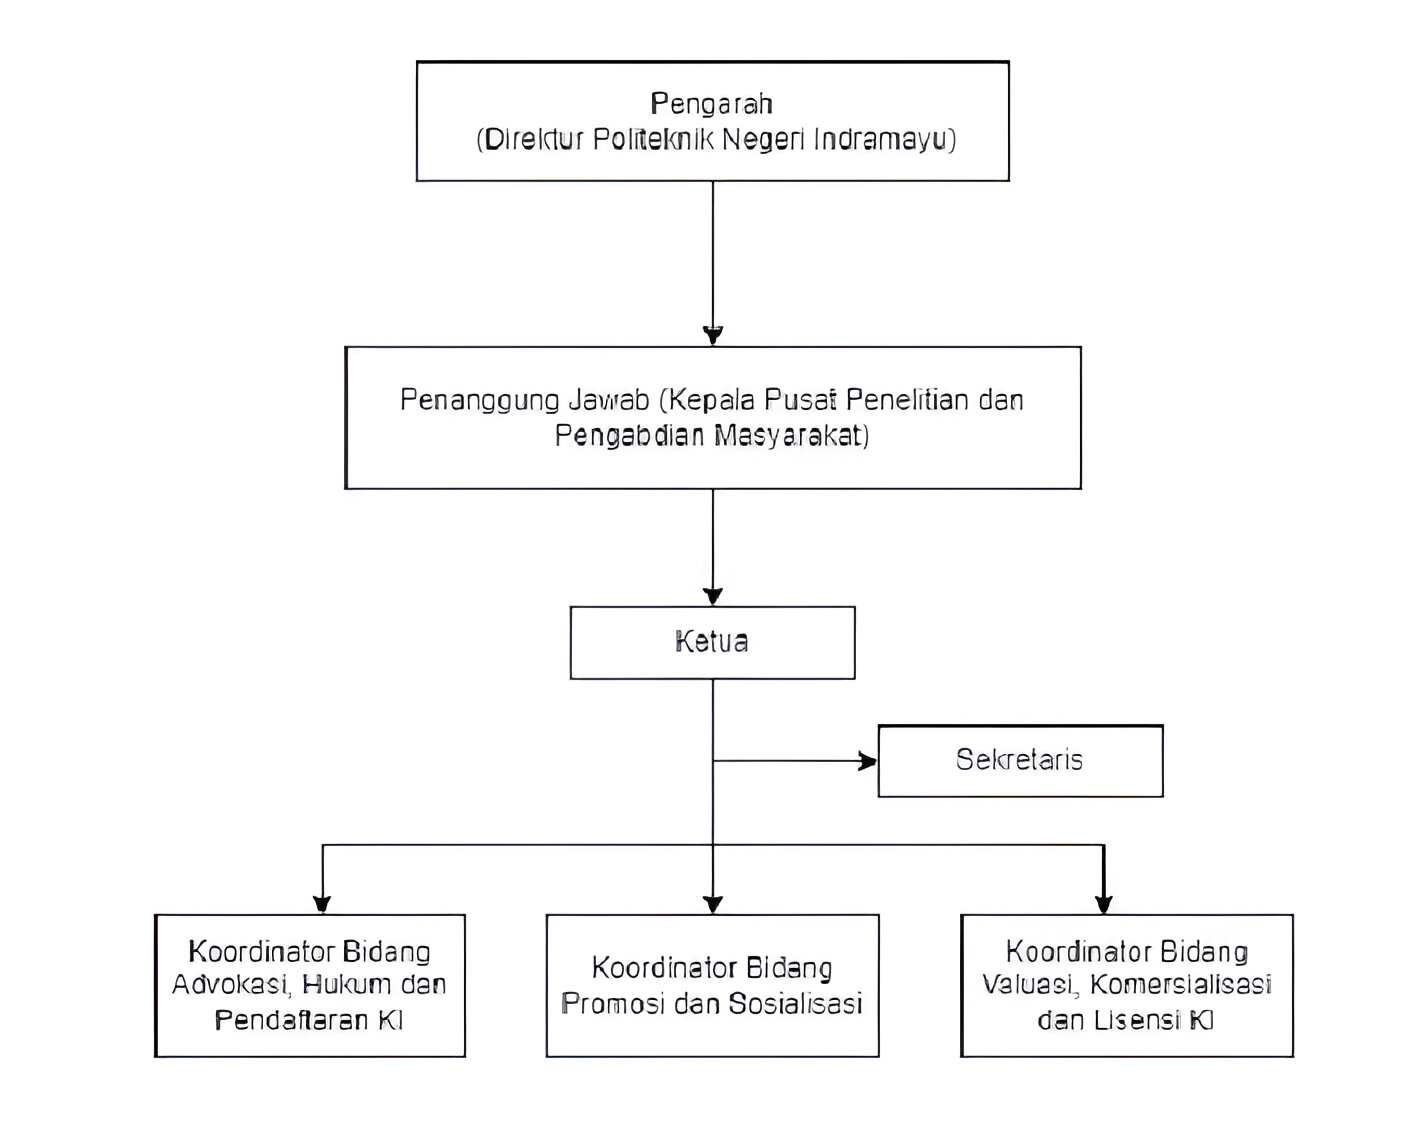 Pengarah
(Direktur Politeknik Negeri Indramayu)
Penanggung Jawab (Kepala Pusat Penelitian dan
Pengabdian Masyarakat)
Ketua
Sekretaris
Koordinator Bidang
Advokasi, Hukum dan
Pendaftaran KI
Koordinator Bidang
Promosi dan Sosialisasi
Koordinator Bidang
Valuasi, Komersialisasi
dan Lisensi KI